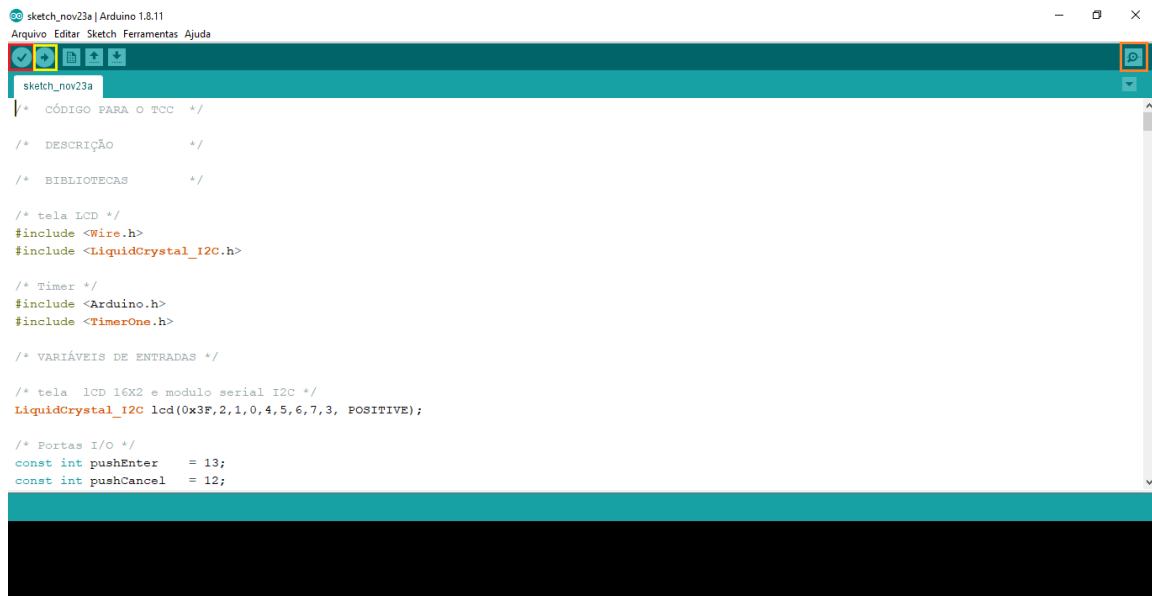 sketch_nov23a | Arduino 1.8.11
Arquivo Editar Sketch Ferramentas Ajuda
sketch_nov23a
/*  CÓDIGO PARA O TCC  */
/*  DESCRIÇÃO          */
/*  BIBLIOTECAS        */
/* tela LCD */
#include <Wire.h>
#include <LiquidCrystal_I2C.h>
/* Timer */
#include <Arduino.h>
#include <TimerOne.h>
/* VARIÁVEIS DE ENTRADAS */
/* tela  lCD 16X2 e modulo serial I2C */
LiquidCrystal_I2C lcd(0x3F,2,1,0,4,5,6,7,3, POSITIVE);
/* Portas I/O */
const int pushEnter    = 13;
const int pushCancel   = 12;